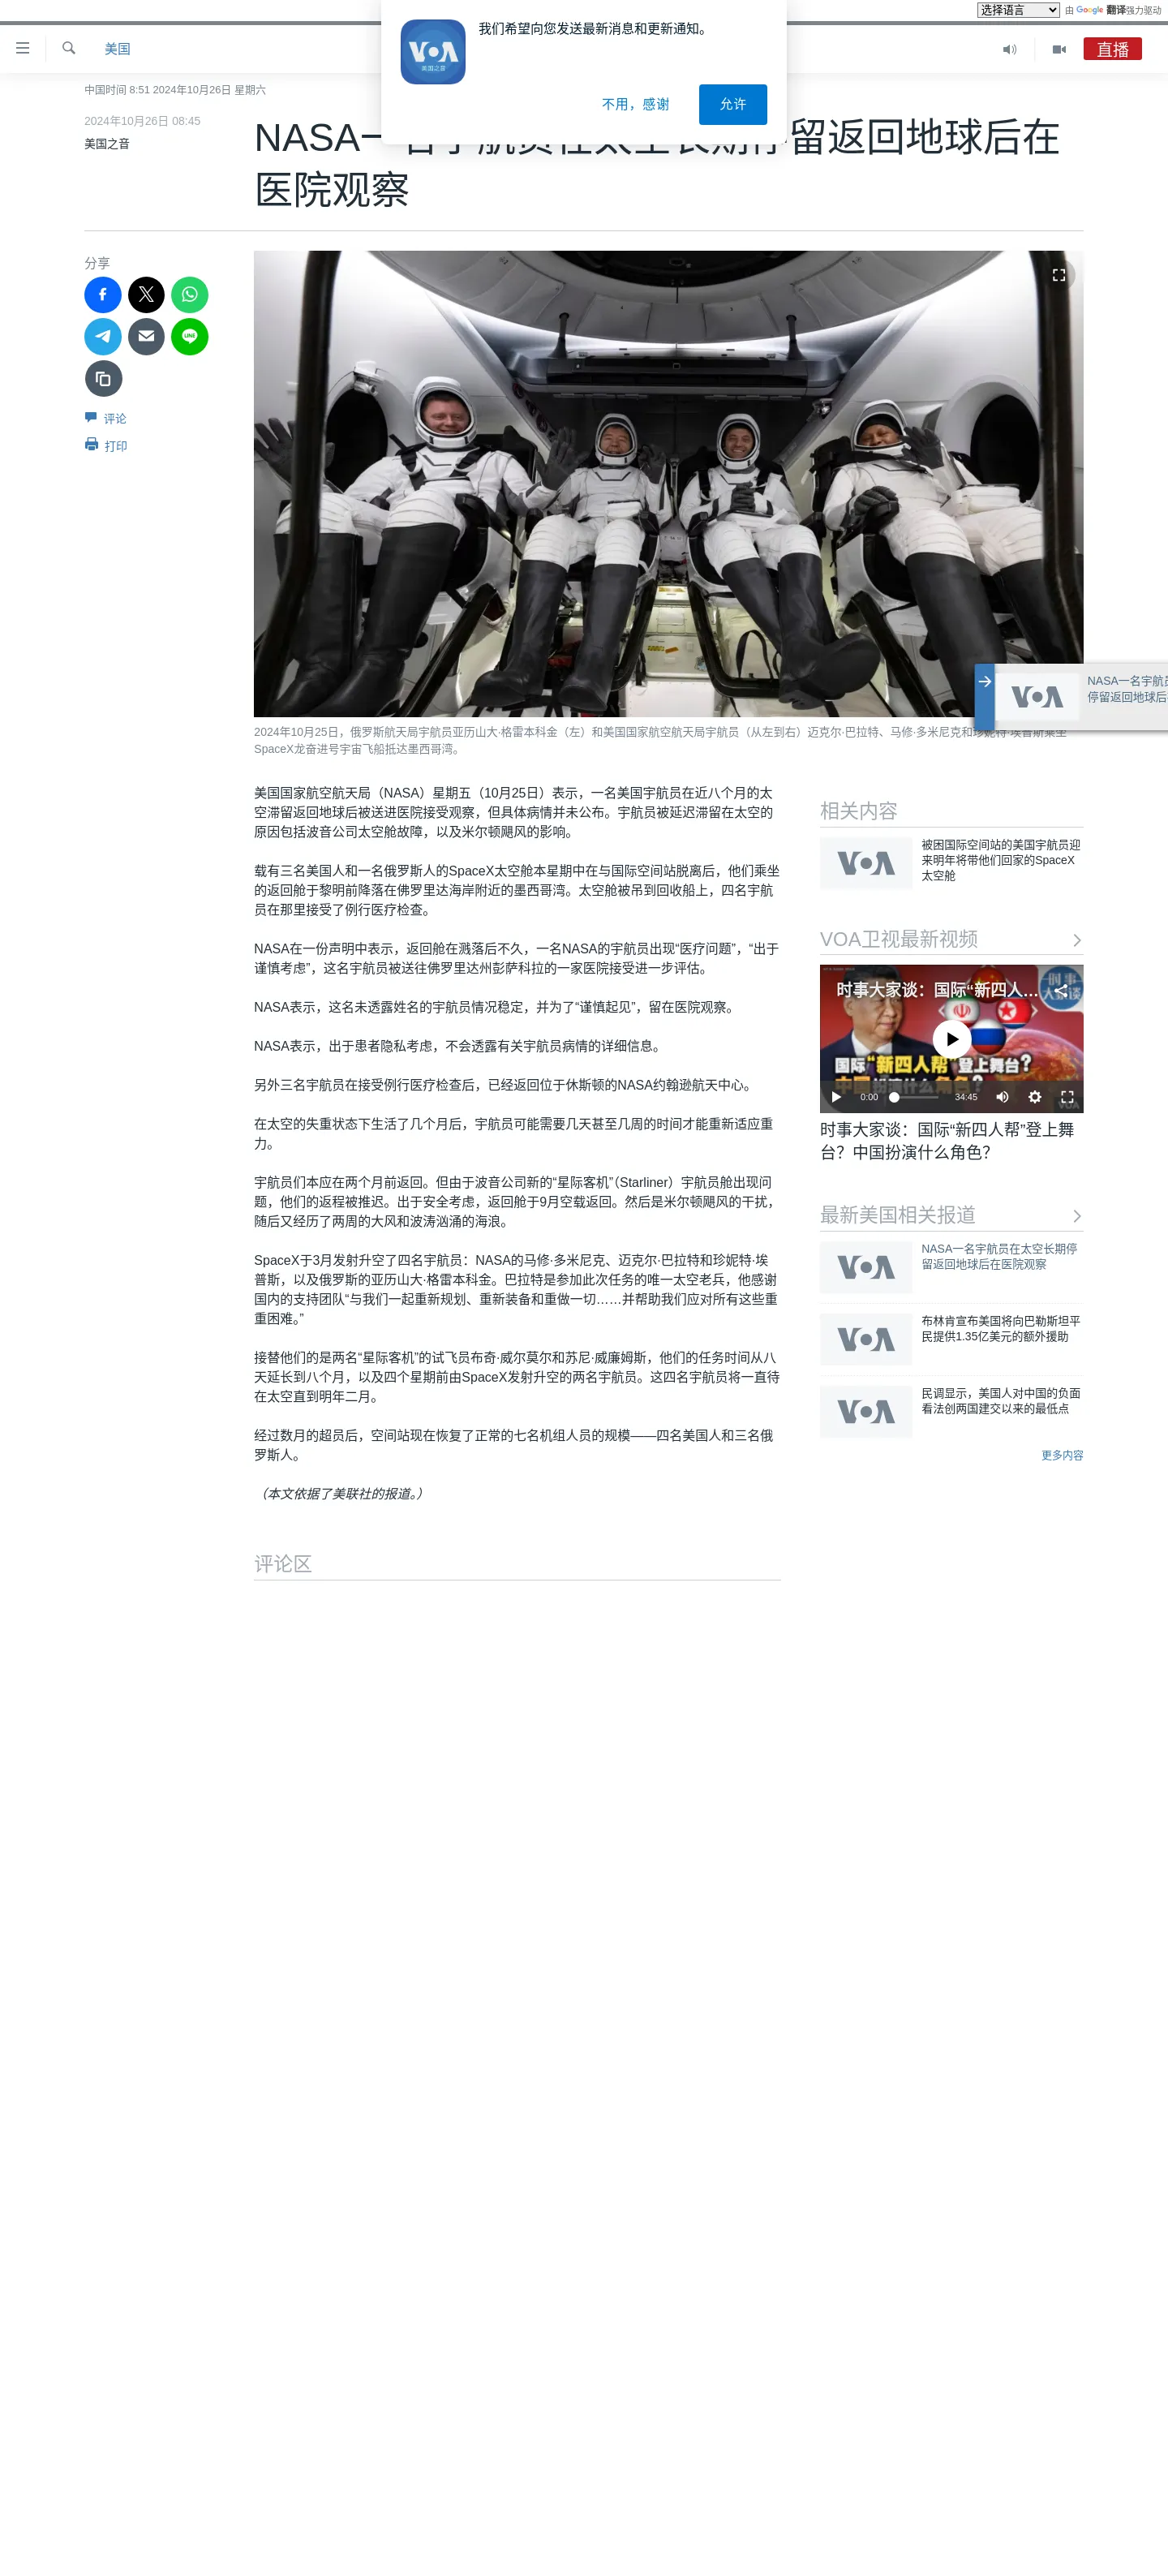 选择语言 由 Google 翻译强力驱动
美国
直播
VOA
美国之音
我们希望向您发送最新消息和更新通知。
不用，感谢
允许
中国时间 8:51 2024年10月26日 星期六
2024年10月26日 08:45
美国之音
NASA一名宇航员在太空长期停留返回地球后在
医院观察
分享
LINE
评论
打印
NASA一名宇航员
停留返回地球后
VOA
2024年10月25日，俄罗斯航天局宇航员亚历山大·格雷本科金（左）和美国国家航空航天局宇航员（从左到右）迈克尔·巴拉特、马修·多米尼克和珍妮特·埃普斯乘坐
SpaceX龙奋进号宇宙飞船抵达墨西哥湾。
美国国家航空航天局（NASA）星期五（10月25日）表示，一名美国宇航员在近八个月的太
空滞留返回地球后被送进医院接受观察，但具体病情并未公布。宇航员被延迟滞留在太空的
原因包括波音公司太空舱故障，以及米尔顿飓风的影响。
载有三名美国人和一名俄罗斯人的SpaceX太空舱本星期中在与国际空间站脱离后，他们乘坐
的返回舱于黎明前降落在佛罗里达海岸附近的墨西哥湾。太空舱被吊到回收船上，四名宇航
员在那里接受了例行医疗检查。
NASA在一份声明中表示，返回舱在溅落后不久，一名NASA的宇航员出现“医疗问题”，“出于
谨慎考虑”，这名宇航员被送往佛罗里达州彭萨科拉的一家医院接受进一步评估。
NASA表示，这名未透露姓名的宇航员情况稳定，并为了“谨慎起见”，留在医院观察。
NASA表示，出于患者隐私考虑，不会透露有关宇航员病情的详细信息。
另外三名宇航员在接受例行医疗检查后，已经返回位于休斯顿的NASA约翰逊航天中心。
在太空的失重状态下生活了几个月后，宇航员可能需要几天甚至几周的时间才能重新适应重
力。
宇航员们本应在两个月前返回。但由于波音公司新的“星际客机”（Starliner）宇航员舱出现问
题，他们的返程被推迟。出于安全考虑，返回舱于9月空载返回。然后是米尔顿飓风的干扰，
随后又经历了两周的大风和波涛汹涌的海浪。
SpaceX于3月发射升空了四名宇航员：NASA的马修·多米尼克、迈克尔·巴拉特和珍妮特·埃
普斯，以及俄罗斯的亚历山大·格雷本科金。巴拉特是参加此次任务的唯一太空老兵，他感谢
国内的支持团队“与我们一起重新规划、重新装备和重做一切……并帮助我们应对所有这些重
重困难。”
接替他们的是两名“星际客机”的试飞员布奇·威尔莫尔和苏尼·威廉姆斯，他们的任务时间从八
天延长到八个月，以及四个星期前由SpaceX发射升空的两名宇航员。这四名宇航员将一直待
在太空直到明年二月。
经过数月的超员后，空间站现在恢复了正常的七名机组人员的规模——四名美国人和三名俄
罗斯人。
（本文依据了美联社的报道。）
评论区
相关内容
VOA
被困国际空间站的美国宇航员迎
来明年将带他们回家的SpaceX
太空舱
VOA卫视最新视频
时事大家谈：国际“新四人...
时事
大家谈
国际“新四人帮”登上舞台？
中国扮演什么角色？
VOA
0:00
34:45
时事大家谈：国际“新四人帮”登上舞
台？中国扮演什么角色？
最新美国相关报道
VOA
NASA一名宇航员在太空长期停
留返回地球后在医院观察
VOA
布林肯宣布美国将向巴勒斯坦平
民提供1.35亿美元的额外援助
VOA
民调显示，美国人对中国的负面
看法创两国建交以来的最低点
更多内容